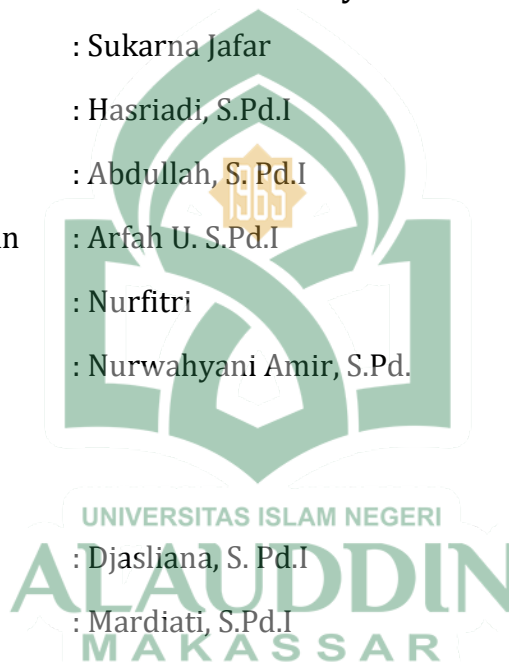 : Sukarna Jafar
: Hasriadi, S.Pd.I
: Abdullah, S. Pd.I
1965
: Arfah U. S.Pd.I
: Nurfitri
: Nurwahyani Amir, S.Pd.
UNIVERSITAS ISLAM NEGERI
: Djasliana, S. Pd.I
ALAUDDIN
: Mardiati, S.Pd.I
MAKASSAR